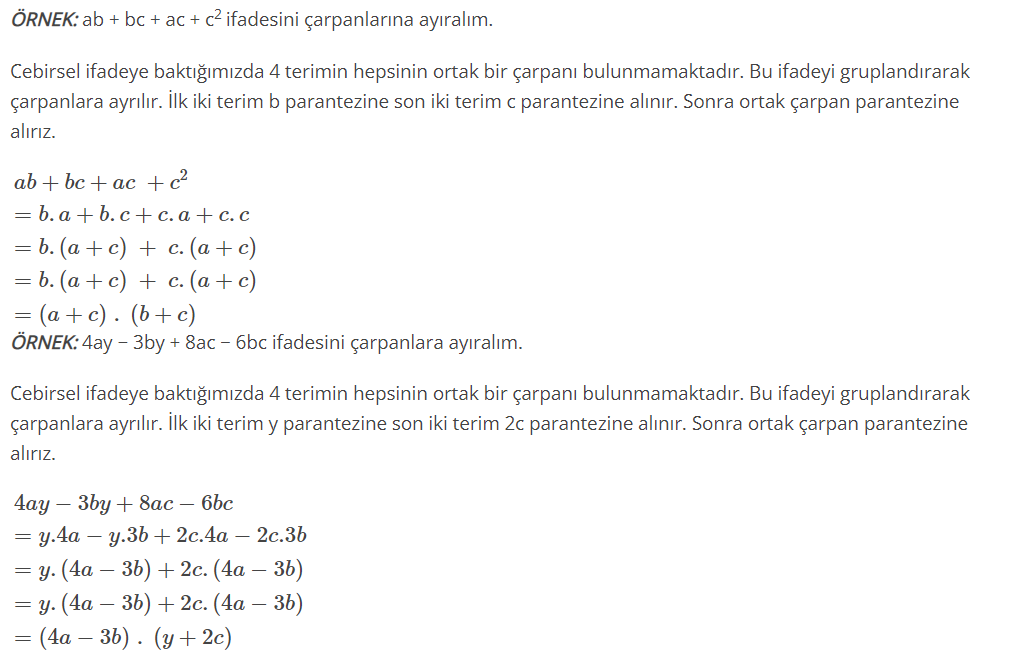 ÖRNEK: ab + bc + ac + c² ifadesini çarpanlarına ayıralım.
Cebirsel ifadeye baktığımızda 4 terimin hepsinin ortak bir çarpanı bulunmamaktadır. Bu ifadeyi gruplandırarak
çarpanlara ayrılır. İlk iki terim b parantezine son iki terim c parantezine alınır. Sonra ortak çarpan parantezine
alırız.
ab + bc + ac + c²
= b. a + b. c + c. a + c. c
= b. (a + c) + c. (a + c)
= b. (a + c) + c. (a + c)
= (a + c) . (b + c)
ÖRNEK: 4ay − 3by + 8ac − 6bc ifadesini çarpanlara ayıralım.
Cebirsel ifadeye baktığımızda 4 terimin hepsinin ortak bir çarpanı bulunmamaktadır. Bu ifadeyi gruplandırarak
çarpanlara ayrılır. İlk iki terim y parantezine son iki terim 2c parantezine alınır. Sonra ortak çarpan parantezine
alırız.
4ay − 3by + 8ac − 6bc
= y.4a − y.3b + 2c.4a − 2c.3b
= y. (4a − 3b) + 2c. (4a − 3b)
= y. (4a − 3b) + 2c. (4a − 3b)
= (4a − 3b) . (y + 2c)